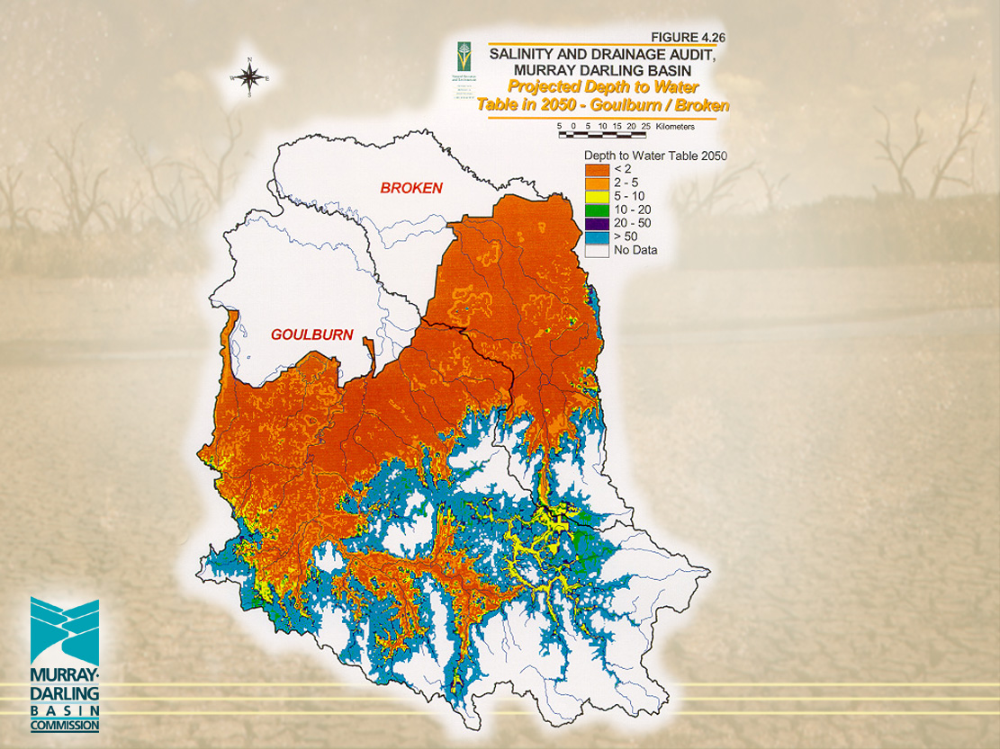 FIGURE 4.26
SALINITY AND DRAINAGE AUDIT,
MURRAY DARLING BASIN
Projected Depth to Water
Table in 2050 - Goulburn / Broken
5 0 5 10 15 20 25 Kilometers
Depth to Water Table 2050
< 2
2 - 5
5 - 10
10 - 20
20 - 50
> 50
No Data
N
W E
S
BROKEN
GOULBURN
MURRAY-
DARLING
BASIN
COMMISSION